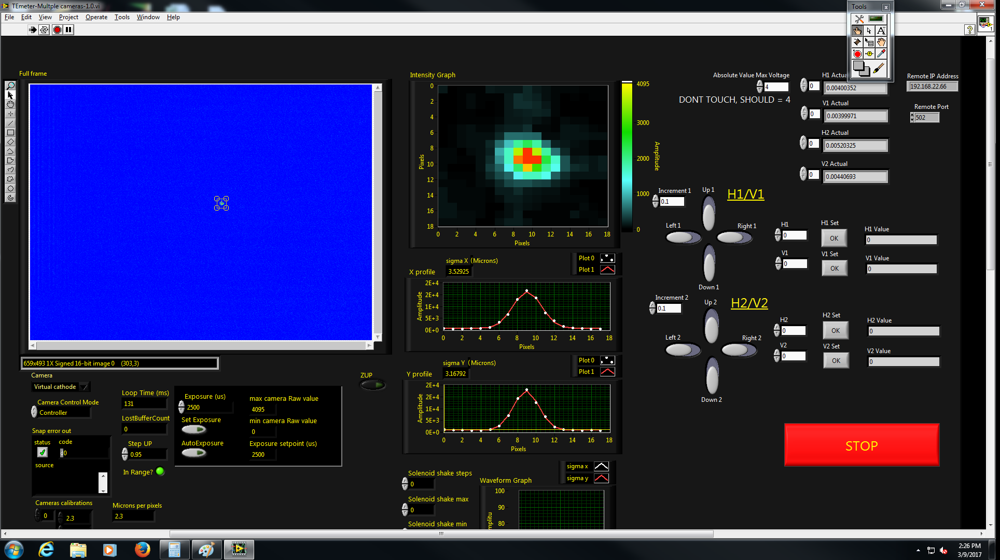 TEmeter-Multple cameras-1.0.vi
File Edit View Project Operate Tools Window Help
Tools
Full frame
659x493 1X Signed 16-bit image 0 (303,3)
Camera
Virtual cathode
Camera Control Mode
Controller
Snap error out
status code
0
source
Cameras calibrations
0 2.3
Loop Time (ms)
131
LostBufferCount
0
Step UP
0.95
In Range?
Microns per pixels
2.3
Exposure (us)
2500
Set Exposure
AutoExposure
max camera Raw value
4095
min camera Raw value
0
Exposure setpoint (us)
2500
ZUP
Intensity Graph
0
2
4
6
8
10
12
14
16
18
Pixels
0 2 4 6 8 10 12 14 16 18
Pixels
4095
3000
2000
1000
0
Amplitude
sigma X (Microns)
X profile 3.52925
Plot 0
Plot 1
2E+4
2E+4
1E+4
5E+3
0E+0
Amplitude
0 2 4 6 8 10 12 14 16 18
Pixels
sigma Y (Microns)
Y profile 3.16792
Plot 0
Plot 1
2E+4
2E+4
1E+4
5E+3
0E+0
Amplitude
0 2 4 6 8 10 12 14 16 18
Pixels
Solenoid shake steps
0
Solenoid shake max
0
Solenoid shake min
Waveform Graph
sigma x
sigma y
100
90
80
Absolute Value Max Voltage
4
DONT TOUCH, SHOULD = 4
0 0.00400352
V1 Actual
0 0.00399971
H2 Actual
0 0.00520325
V2 Actual
0 0.00440693
Remote IP Address
192.168.22.66
Remote Port
502
Increment 1
0.1
Up 1
H1/V1
Left 1
Right 1
Down 1
H1
0
H1 Set
OK
H1 Value
0
V1
0
V1 Set
OK
V1 Value
0
Increment 2
0.1
Up 2
H2/V2
Left 2
Right 2
Down 2
H2
0
H2 Set
OK
H2 Value
0
V2
0
V2 Set
OK
V2 Value
0
STOP
2:26 PM
3/9/2017